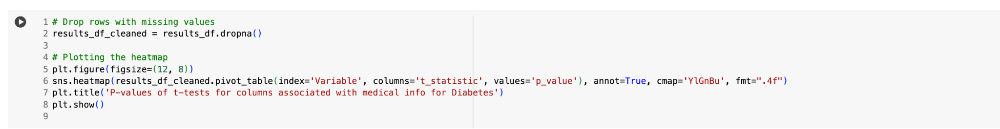 1 # Drop rows with missing values
2 results_df_cleaned = results_df.dropna()
3
4 # Plotting the heatmap
5 plt.figure(figsize=(12, 8))
6 sns.heatmap(results_df_cleaned.pivot_table(index='Variable', columns='t_statistic', values='p_value'), annot=True, cmap='YlGnBu', fmt=".4f")
7 plt.title('P-values of t-tests for columns associated with medical info for Diabetes')
8 plt.show()
9